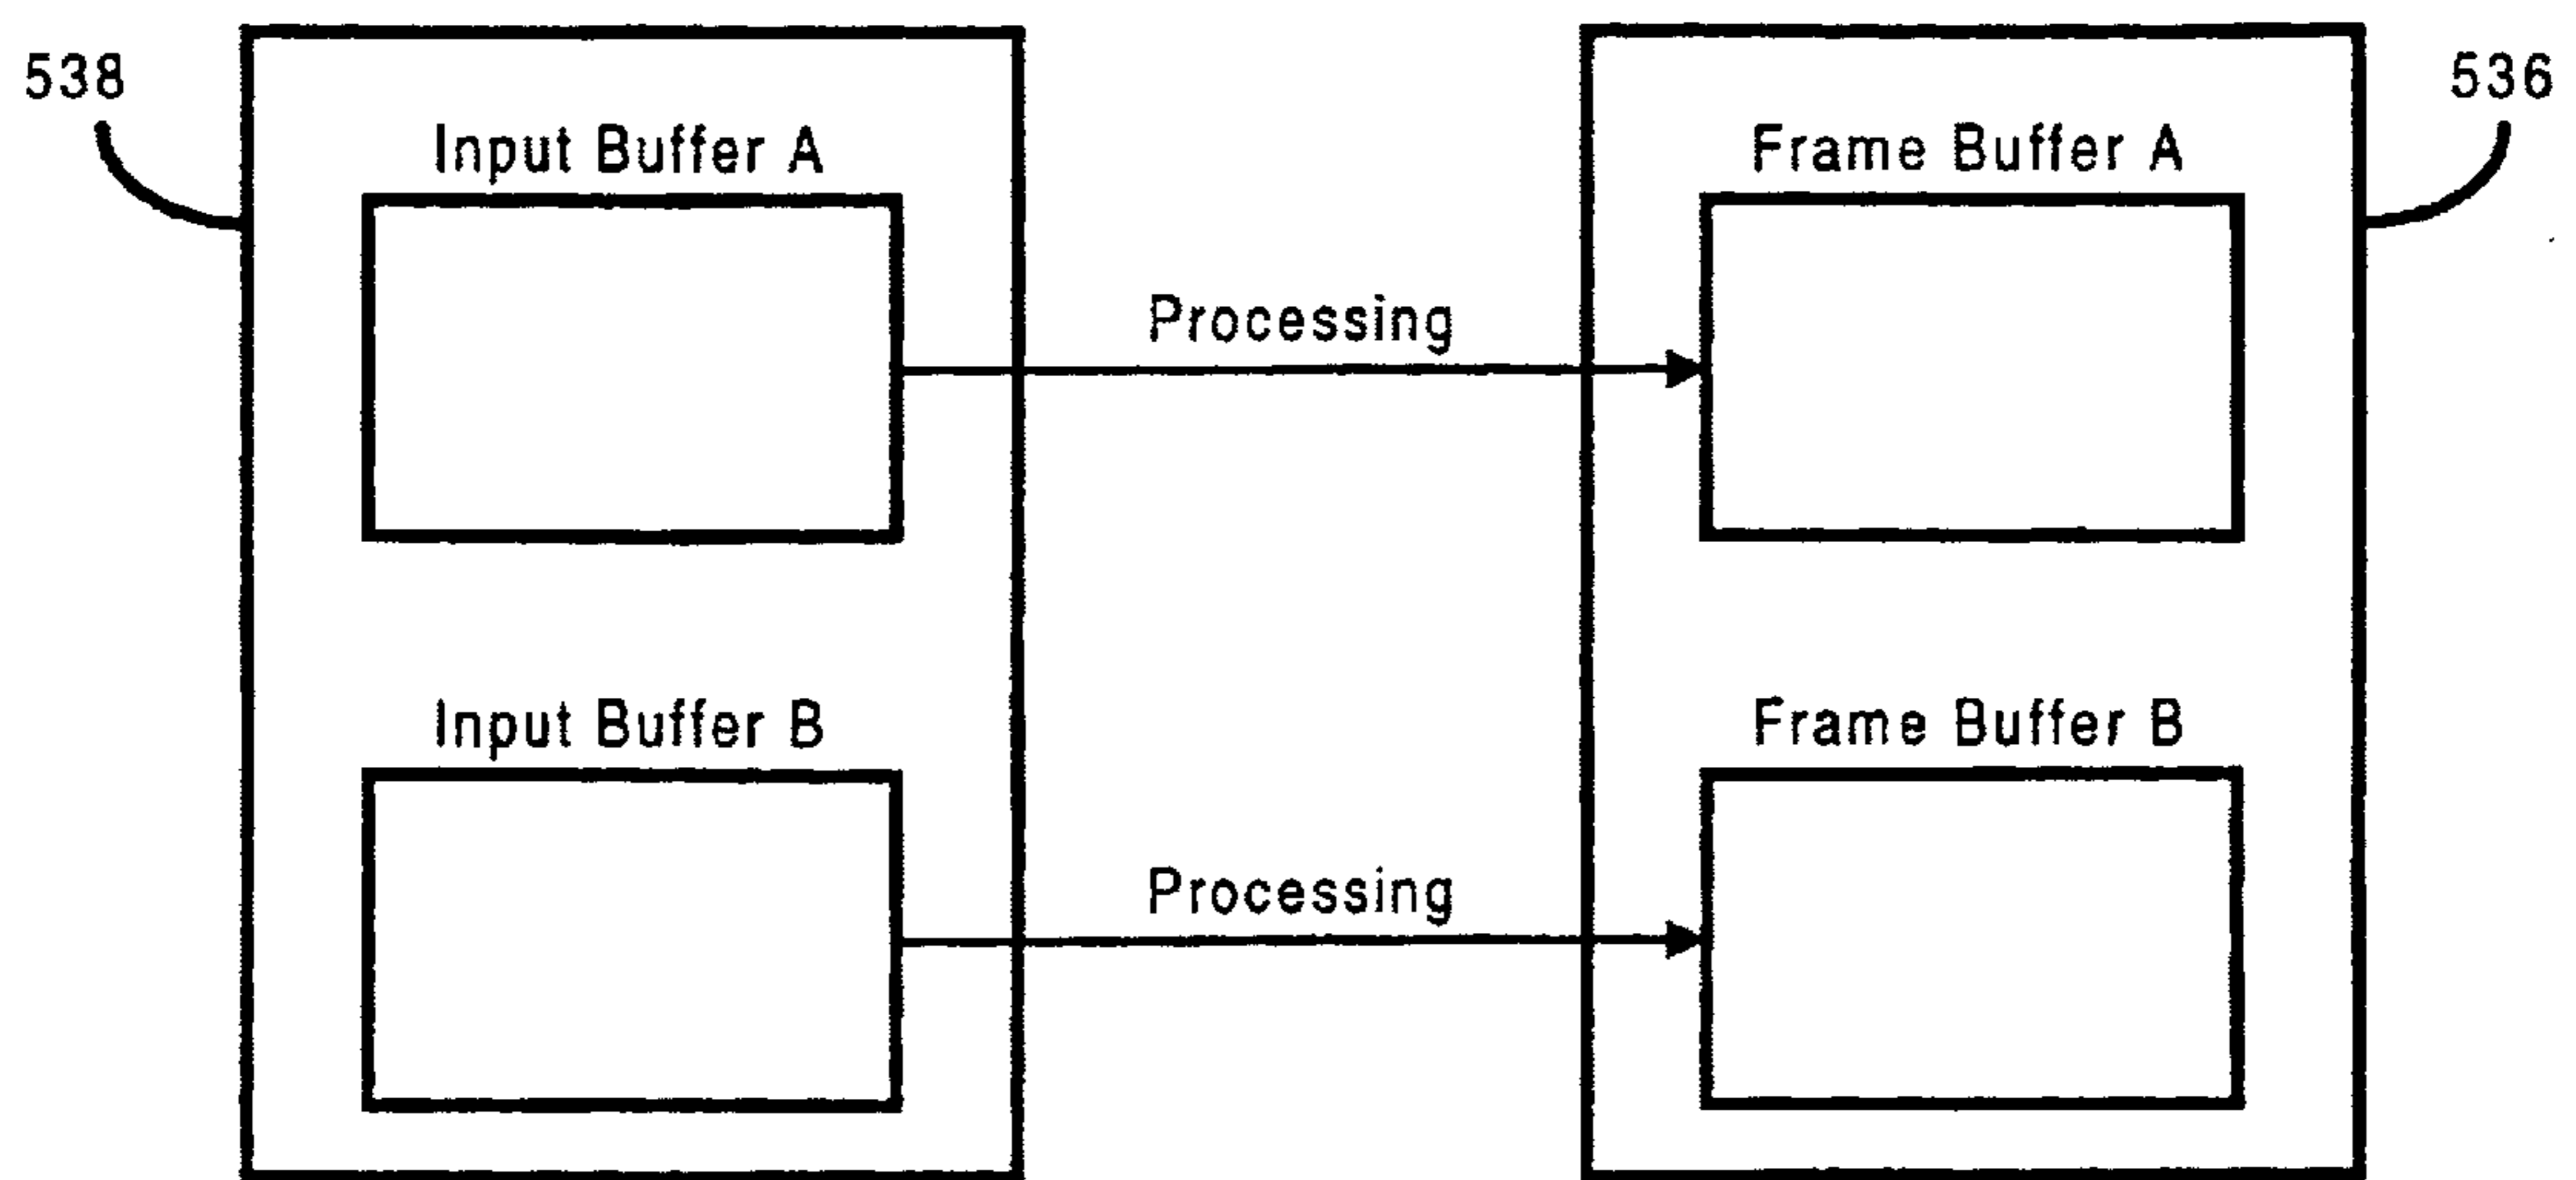 538
536
Input Buffer A
Frame Buffer A
Processing
Input Buffer B
Frame Buffer B
Processing